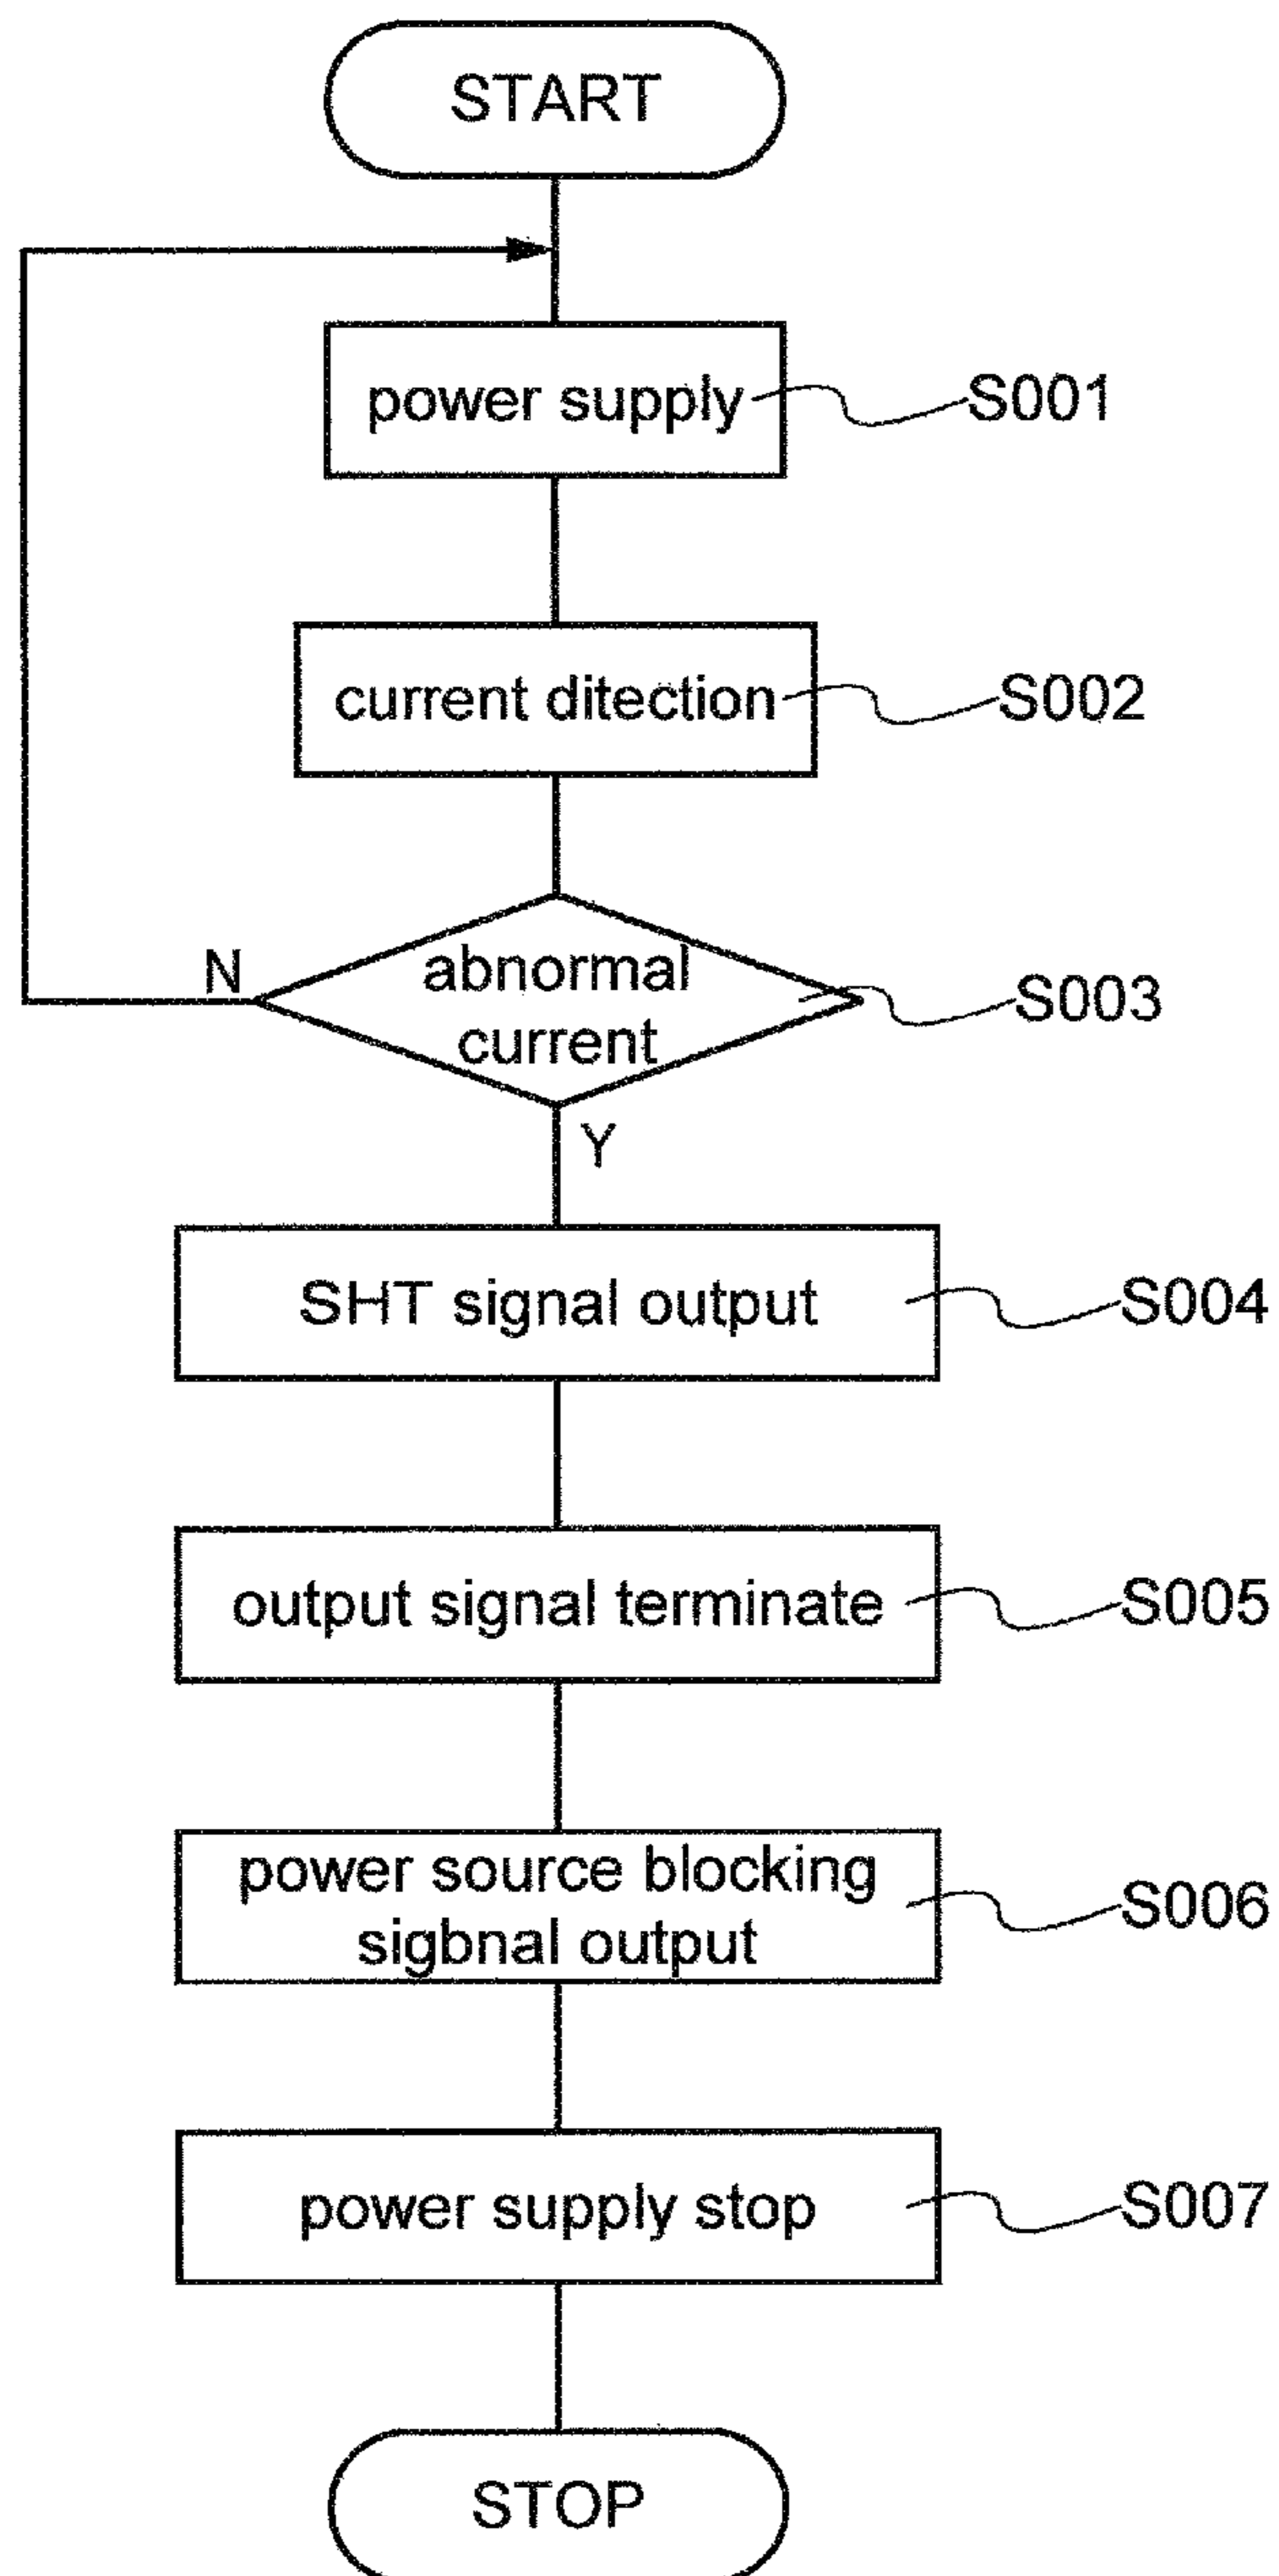 START
power supply
S001
current ditection
S002
abnormal
current
S003
N
Y
SHT signal output
S004
output signal terminate
S005
power source blocking
sigbnal output
S006
power supply stop
S007
STOP